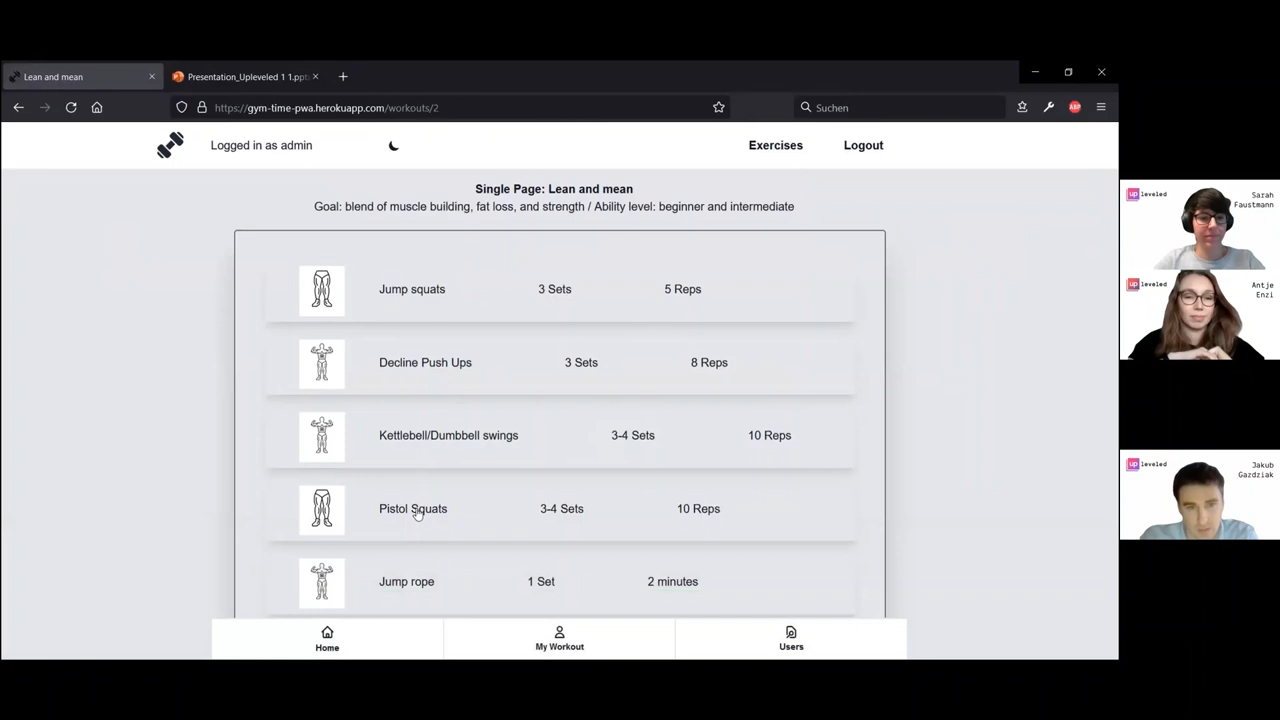 Lean and mean
Presentation_Upleveled 1 1.ppt
https://gym-time-pwa.herokuapp.com/workouts/2
Suchen
ABP
Logged in as admin
Exercises
Logout
Single Page: Lean and mean
Goal: blend of muscle building, fat loss, and strength / Ability level: beginner and intermediate
Jump squats 3 Sets 5 Reps
Decline Push Ups 3 Sets 8 Reps
Kettlebell/Dumbbell swings 3-4 Sets 10 Reps
Pistol Squats 3-4 Sets 10 Reps
Jump rope 1 Set 2 minutes
Home
My Workout
Users
up leveled
Sarah
Faustmann
up leveled
Antje
Enzi
up leveled
Jakub
Gazdziak